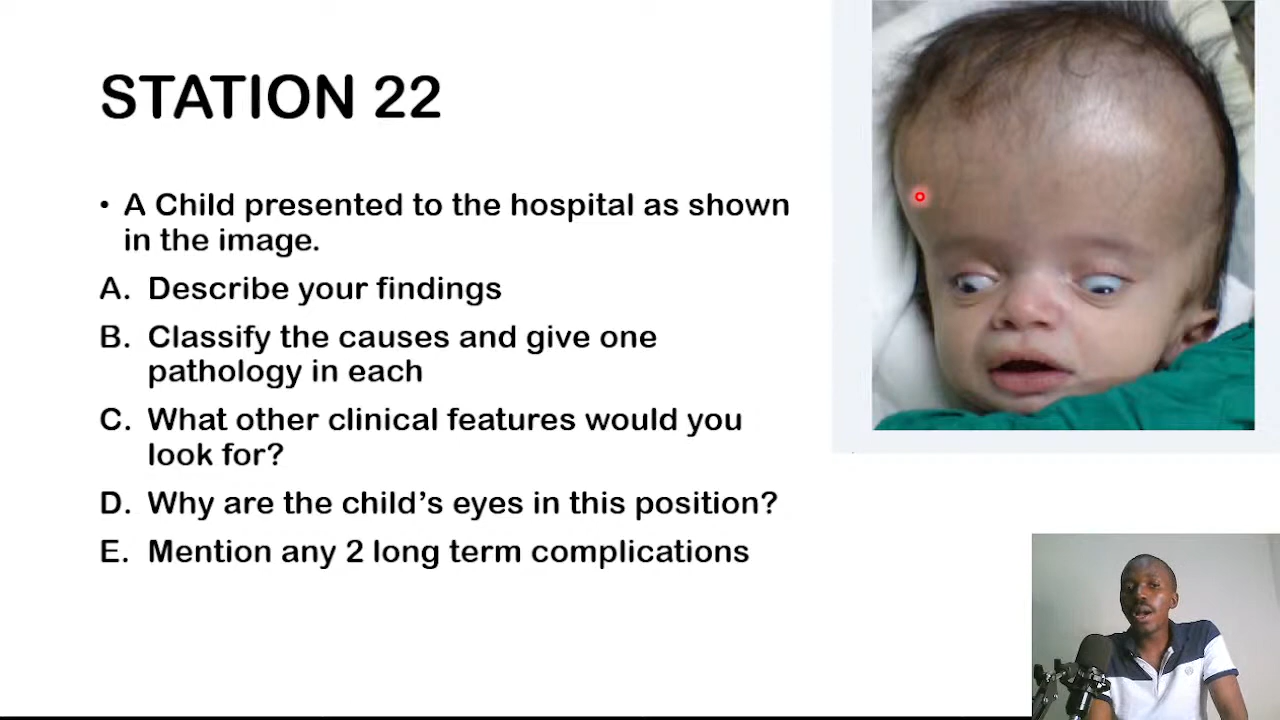 STATION 22
• A Child presented to the hospital as shown
in the image.
A. Describe your findings
B. Classify the causes and give one
pathology in each
C. What other clinical features would you
look for?
D. Why are the child's eyes in this position?
E. Mention any 2 long term complications